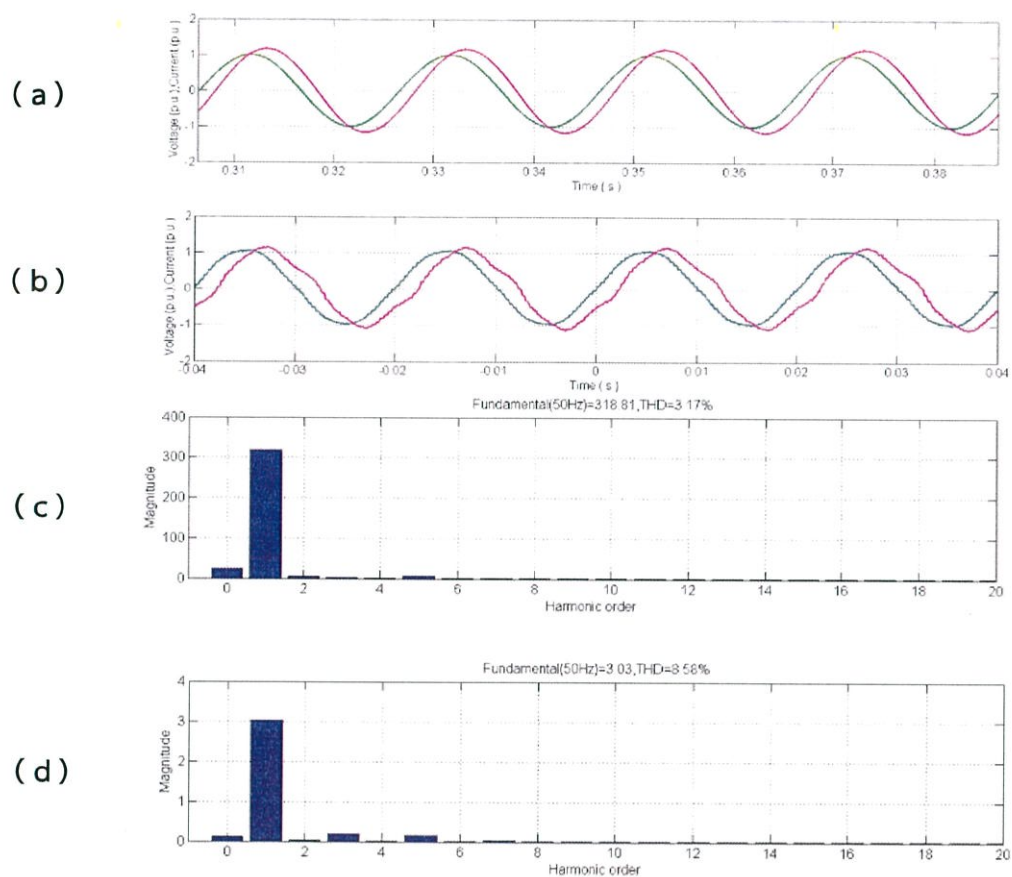 (a)
Voltage (p.u.),Current (p.u
2
1
0
-1
-2
0.31 0.32 0.33 0.34 0.35 0.36 0.37 0.38
Time ( s )
(b)
Voltage (p.u.),Current (p.u
2
1
0
-1
-2
-0.04 -0.03 -0.02 -0.01 0 0.01 0.02 0.03 0.04
Time ( s )
Fundamental(50Hz)=318.81,THD=3.17%
(c)
Magnitude
400
300
200
100
0
0 2 4 6 8 10 12 14 16 18 20
Harmonic order
Fundamental(50Hz)=3.03,THD=8.58%
(d)
Magnitude
4
3
2
1
0
0 2 4 6 8 10 12 14 16 18 20
Harmonic order